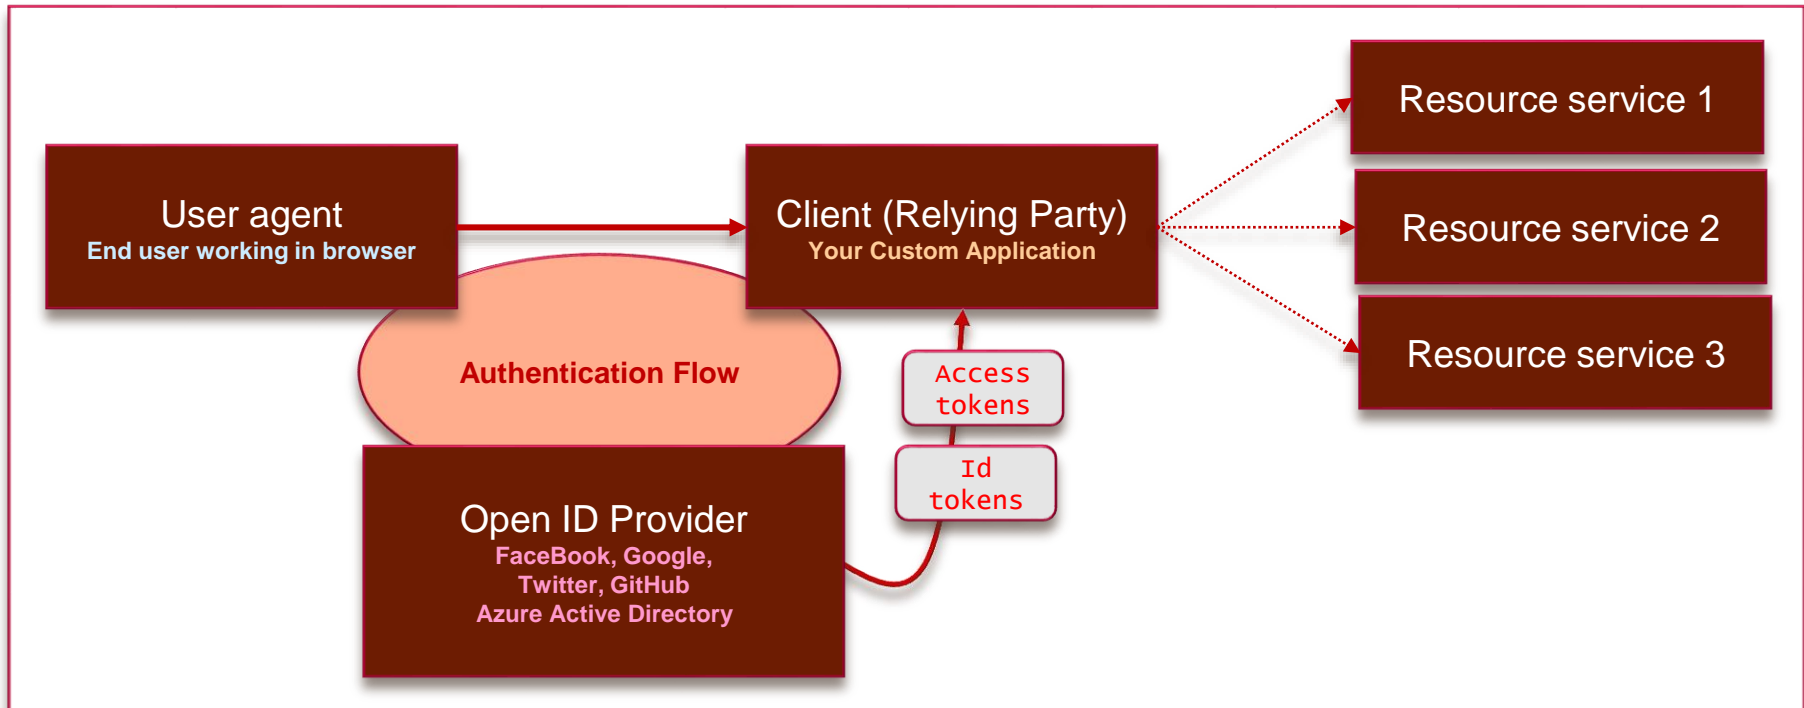 User agent
End user working in browser
Client (Relying Party)
Your Custom Application
Resource service 1
Resource service 2
Resource service 3
Authentication Flow
Access
tokens
Id
tokens
Open ID Provider
FaceBook, Google,
Twitter, GitHub
Azure Active Directory